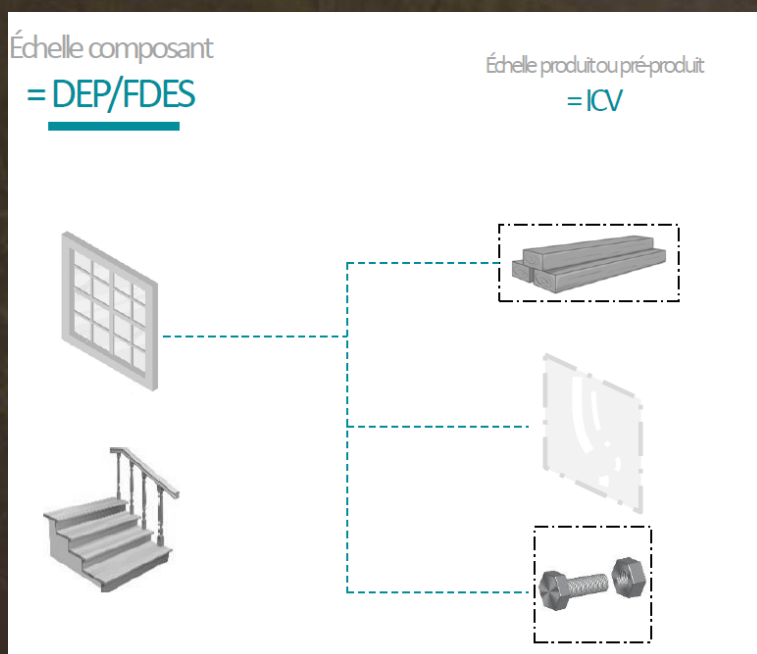 Échelle composant
= DEP/FDES
Échelle produit ou pré-produit
= ICV